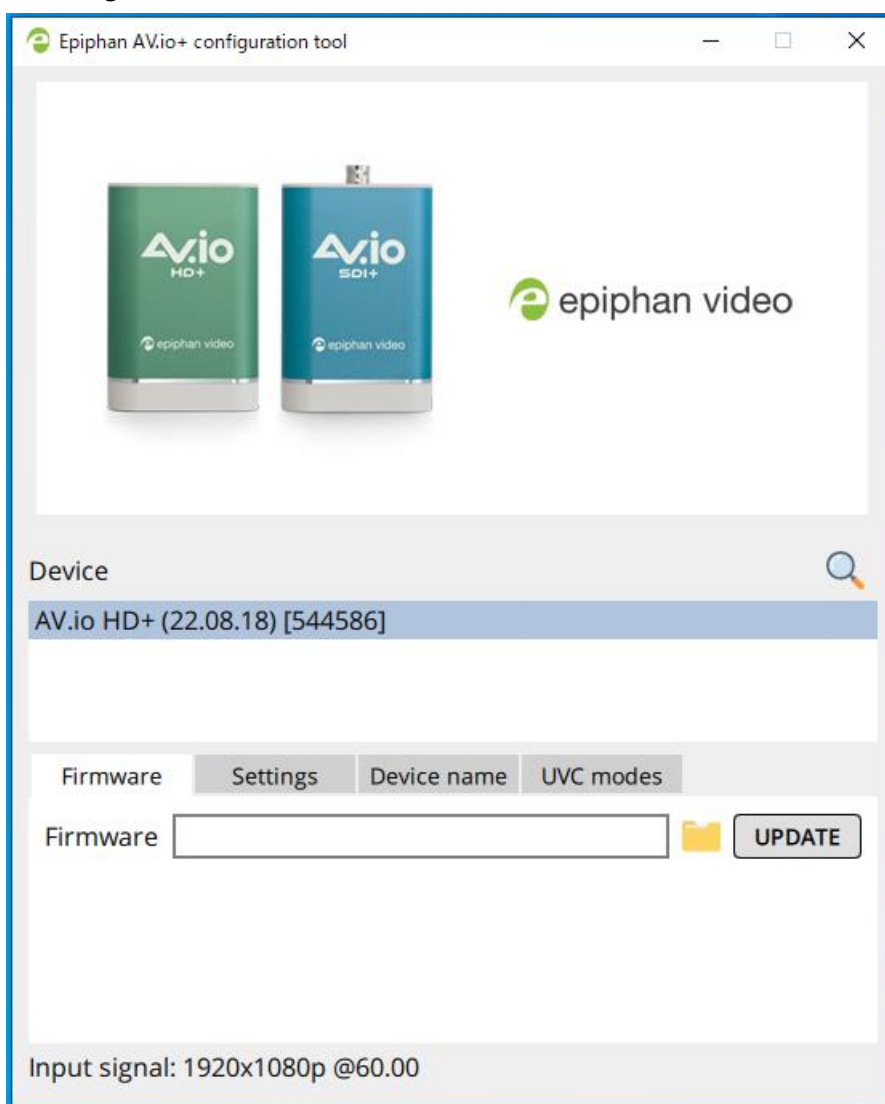 Epiphan AV.io+ configuration tool
AV.io
HD+
epiphan video
AV.io
SDI+
epiphan video
epiphan video
Device
AV.io HD+ (22.08.18) [544586]
Firmware Settings Device name UVC modes
Firmware UPDATE
Input signal: 1920x1080p @60.00